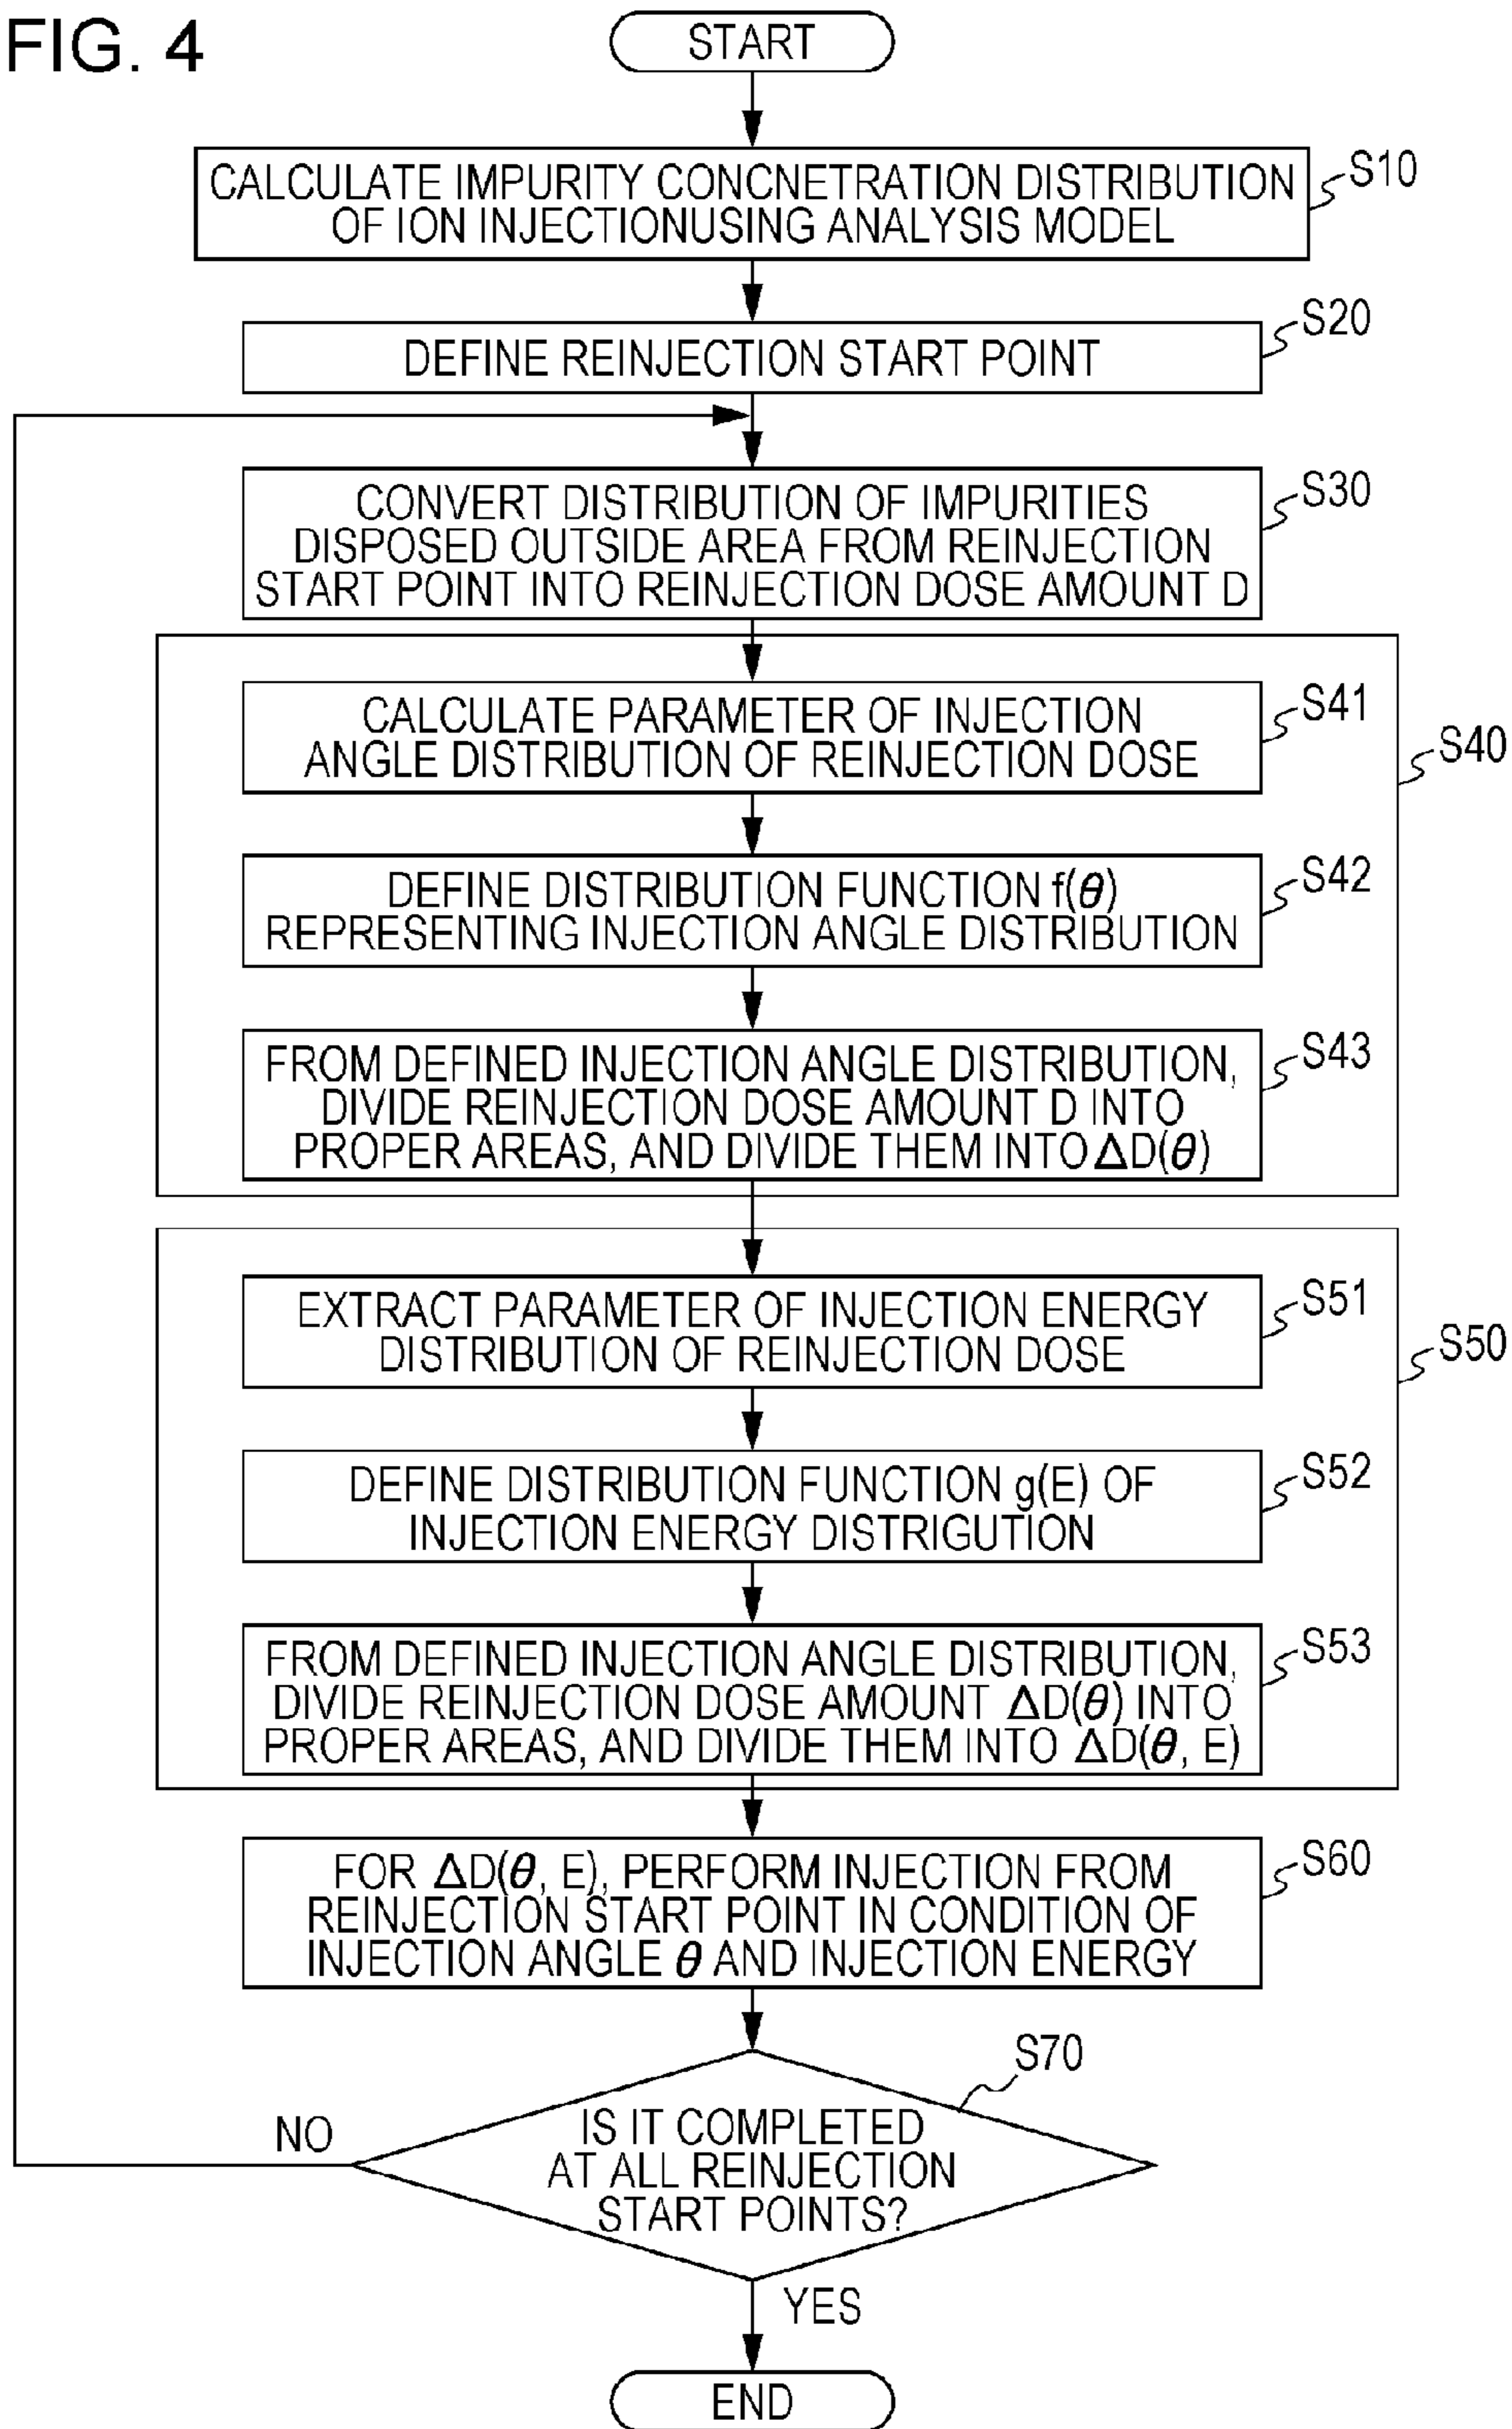 FIG. 4
START
CALCULATE IMPURITY CONCNETRATION DISTRIBUTION
OF ION INJECTIONUSING ANALYSIS MODEL
S10
DEFINE REINJECTION START POINT
S20
CONVERT DISTRIBUTION OF IMPURITIES
DISPOSED OUTSIDE AREA FROM REINJECTION
START POINT INTO REINJECTION DOSE AMOUNT D
S30
CALCULATE PARAMETER OF INJECTION
ANGLE DISTRIBUTION OF REINJECTION DOSE
S41
S40
DEFINE DISTRIBUTION FUNCTION f(θ)
REPRESENTING INJECTION ANGLE DISTRIBUTION
S42
FROM DEFINED INJECTION ANGLE DISTRIBUTION,
DIVIDE REINJECTION DOSE AMOUNT D INTO
PROPER AREAS, AND DIVIDE THEM INTO ΔD(θ)
S43
EXTRACT PARAMETER OF INJECTION ENERGY
DISTRIBUTION OF REINJECTION DOSE
S51
S50
DEFINE DISTRIBUTION FUNCTION g(E) OF
INJECTION ENERGY DISTRIGUTION
S52
FROM DEFINED INJECTION ANGLE DISTRIBUTION,
DIVIDE REINJECTION DOSE AMOUNT ΔD(θ) INTO
PROPER AREAS, AND DIVIDE THEM INTO ΔD(θ, E)
S53
FOR ΔD(θ, E), PERFORM INJECTION FROM
REINJECTION START POINT IN CONDITION OF
INJECTION ANGLE θ AND INJECTION ENERGY
S60
S70
IS IT COMPLETED
AT ALL REINJECTION
START POINTS?
NO
YES
END